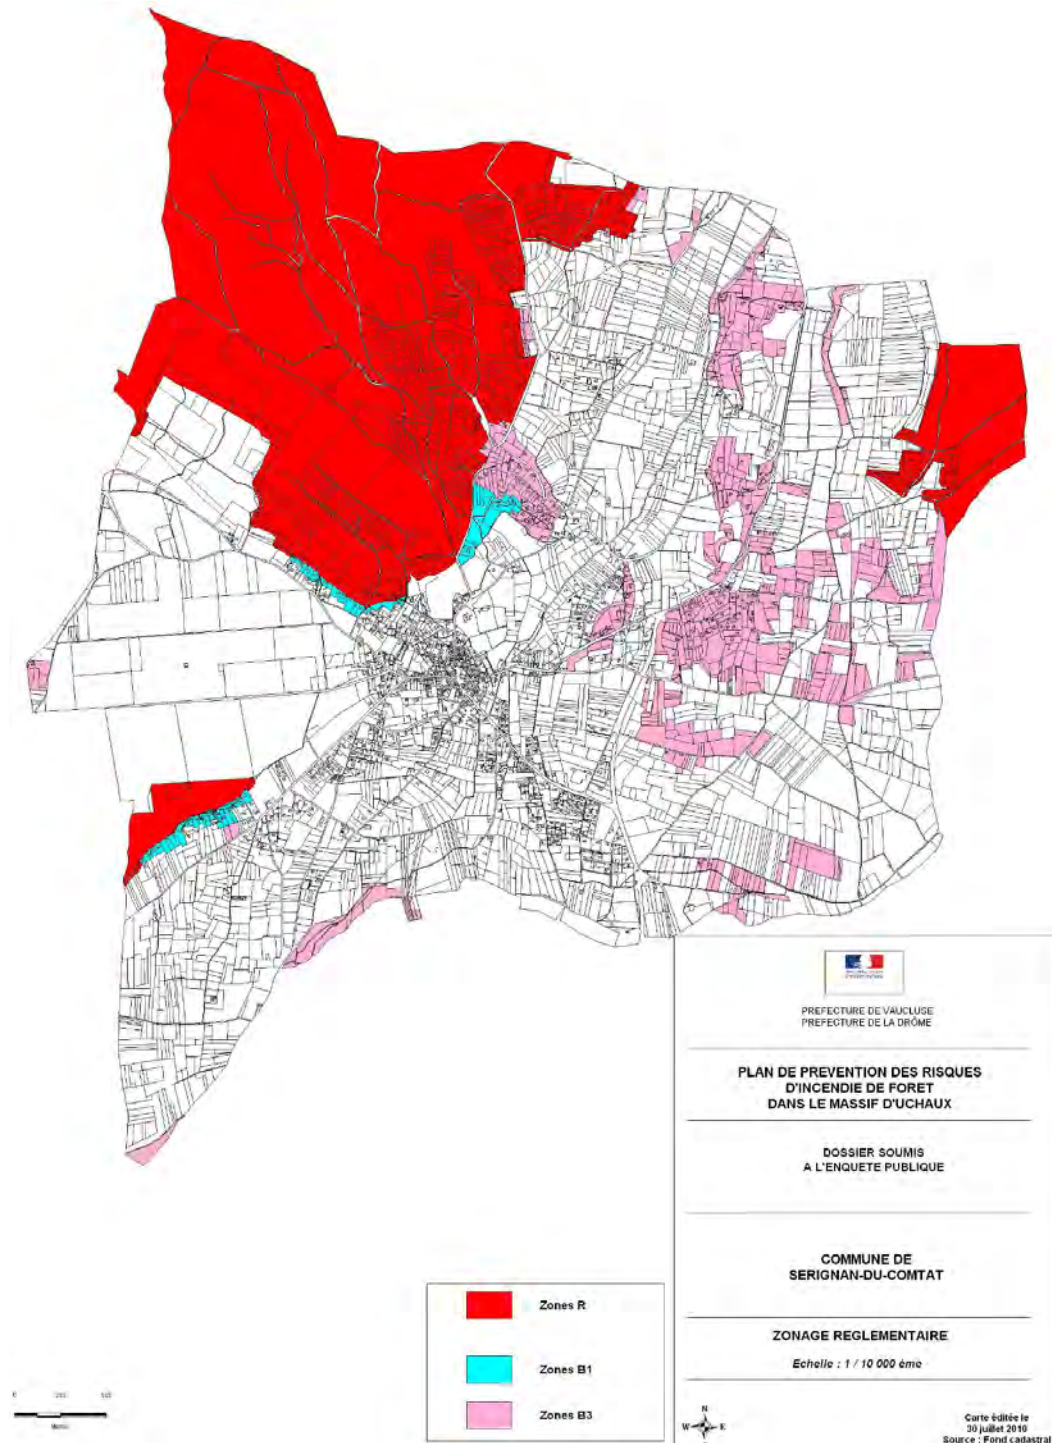 PREFECTURE DE VAUCLUSE
PREFECTURE DE LA DRÔME
PLAN DE PREVENTION DES RISQUES
D'INCENDIE DE FORET
DANS LE MASSIF D'UCHAUX
DOSSIER SOUMIS
A L'ENQUETE PUBLIQUE
COMMUNE DE
SERIGNAN-DU-COMTAT
ZONAGE REGLEMENTAIRE
Echelle : 1 / 10 000 ème
Zones R
Zones B1
Zones B3
0
N
W E
Carte éditée le
30 juillet 2010
Source : Fond cadastral